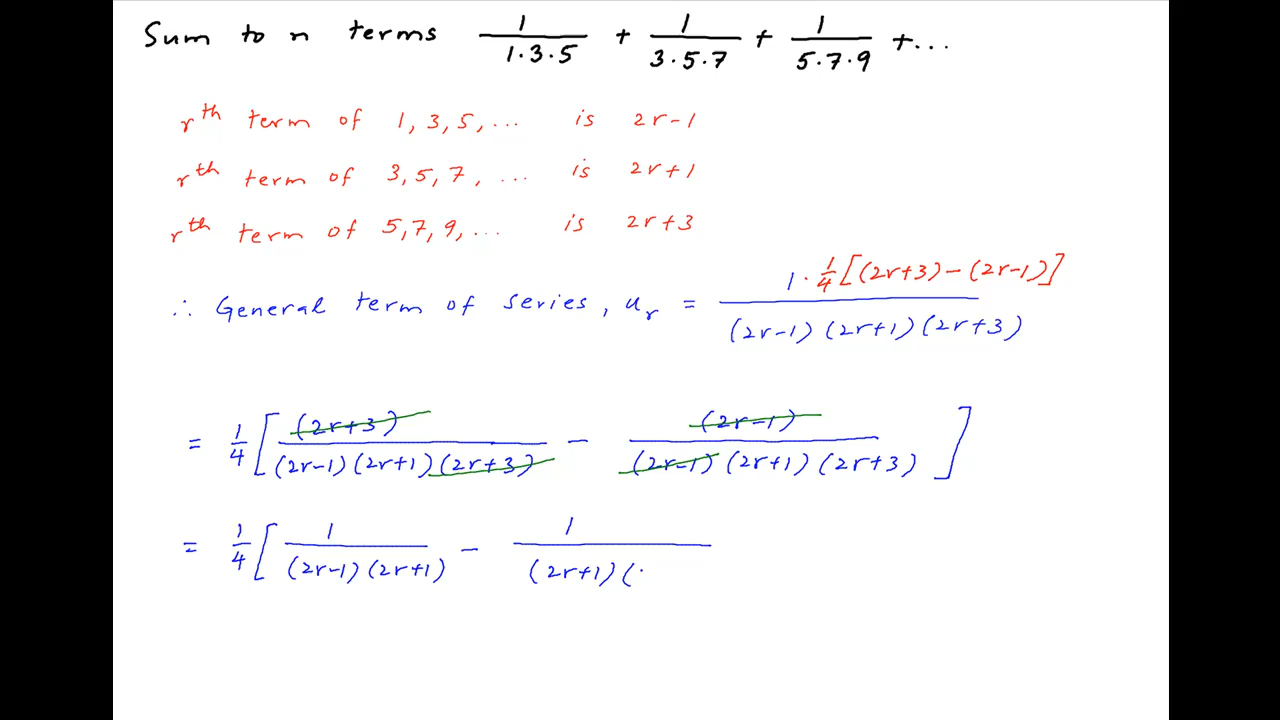 Sum to n terms 1/(1·3·5) + 1/(3·5·7) + 1/(5·7·9) + ...
rth term of 1, 3, 5, ... is 2r-1
rth term of 3, 5, 7, ... is 2r+1
rth term of 5, 7, 9, ... is 2r+3
∴ General term of series, u_r = 1 · 1/4 [(2r+3) - (2r-1)] / (2r-1) (2r+1) (2r+3)
= 1/4 [ (2r+3) / (2r-1) (2r+1) (2r+3) - (2r-1) / (2r-1) (2r+1) (2r+3) ]
= 1/4 [ 1 / (2r-1) (2r+1) - 1 / (2r+1) (